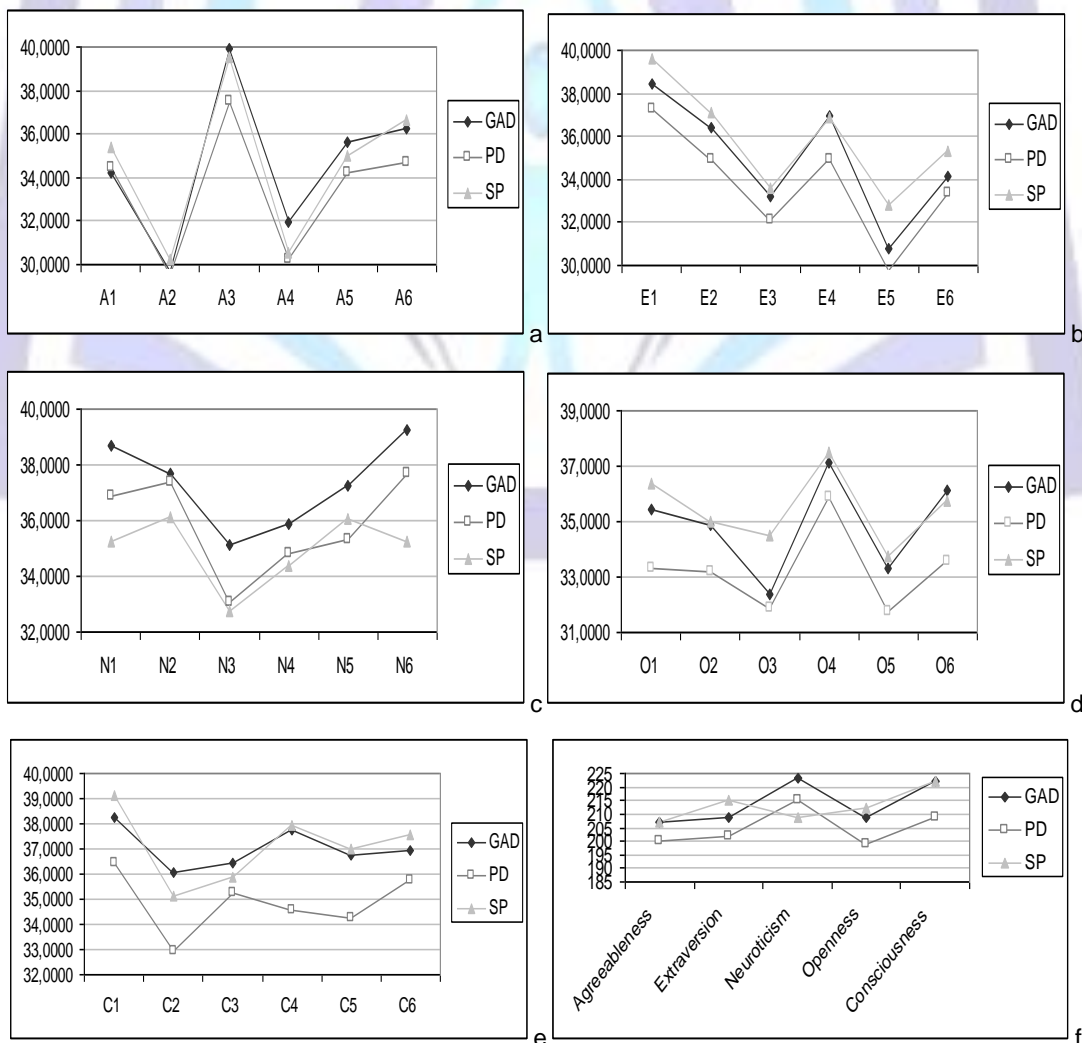 40,0000
38,0000
36,0000
34,0000
32,0000
30,0000
A1 A2 A3 A4 A5 A6
GAD
PD
SP
a
40,0000
38,0000
36,0000
34,0000
32,0000
30,0000
E1 E2 E3 E4 E5 E6
GAD
PD
SP
b
40,0000
38,0000
36,0000
34,0000
32,0000
N1 N2 N3 N4 N5 N6
GAD
PD
SP
c
39,0000
37,0000
35,0000
33,0000
31,0000
O1 O2 O3 O4 O5 O6
GAD
PD
SP
d
40,0000
39,0000
38,0000
37,0000
36,0000
35,0000
34,0000
33,0000
32,0000
C1 C2 C3 C4 C5 C6
GAD
PD
SP
e
225
220
215
210
205
200
195
190
185
Agreeableness
Extraversion
Neuroticism
Openness
Consciousness
GAD
PD
SP
f